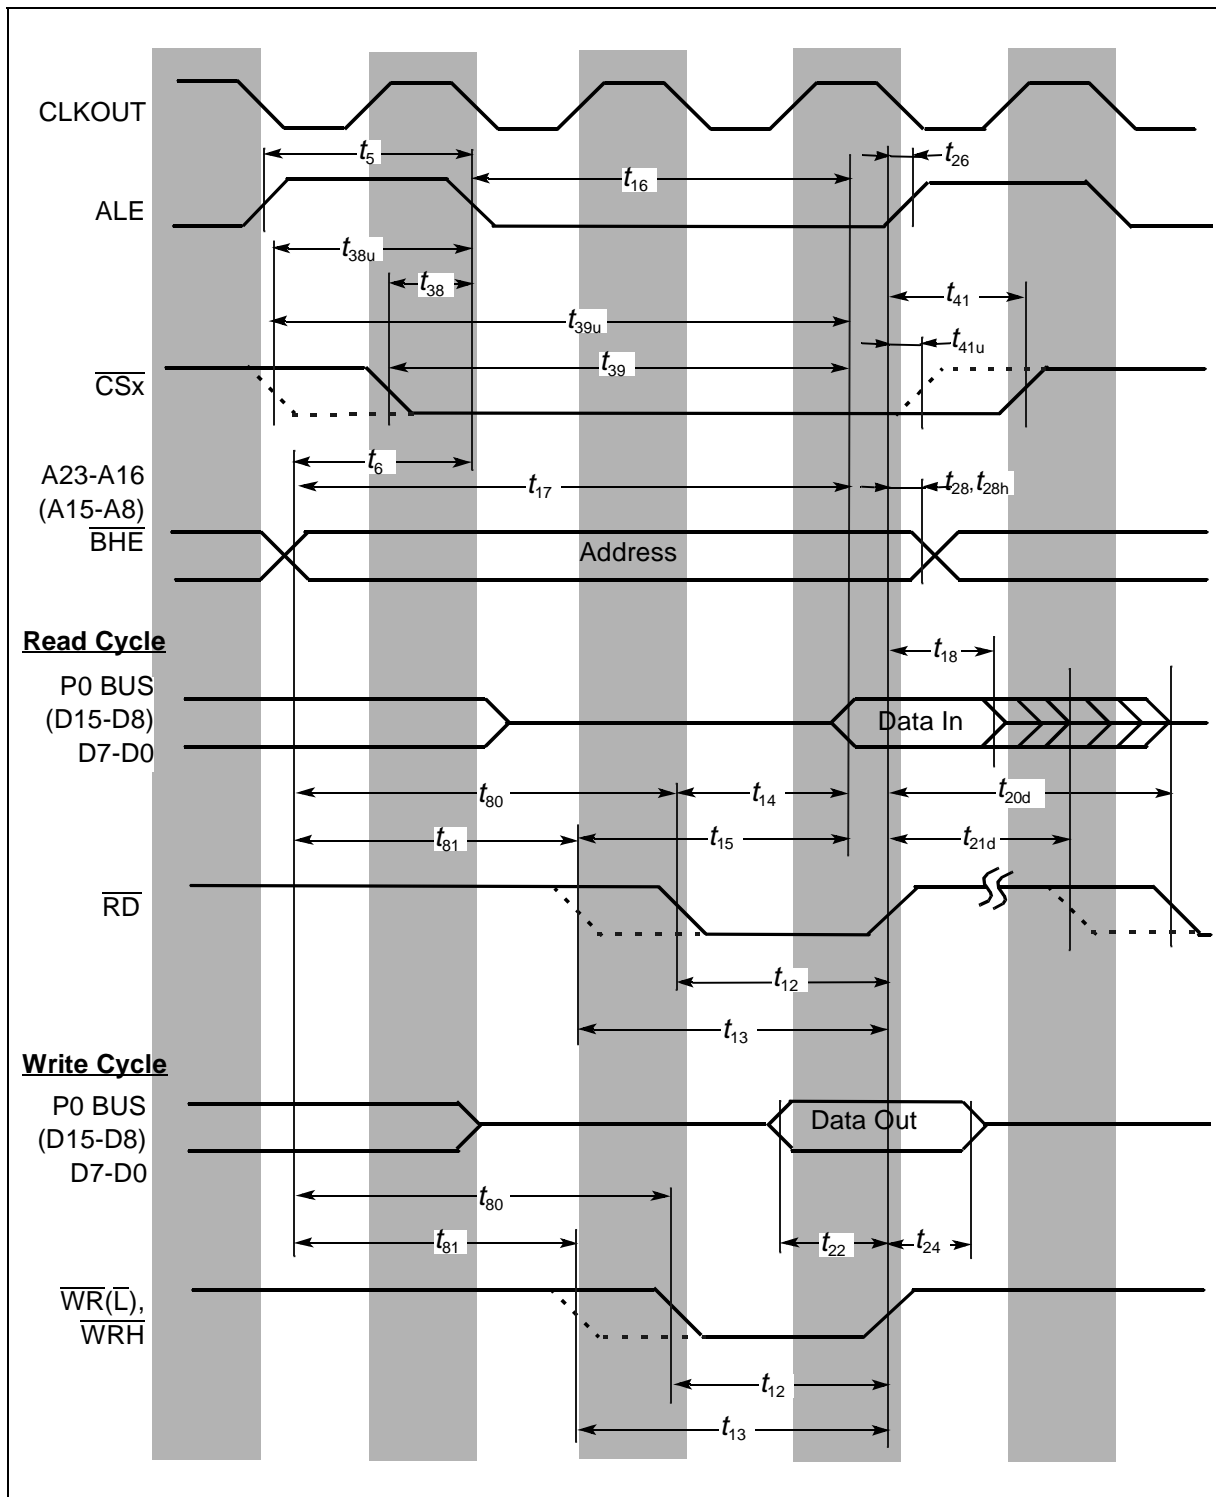 CLKOUT
t5
t26
t16
ALE
t38u
t38
t41
t39u
t41u
t39
CSx
t6
A23-A16
t17
t28, t28h
(A15-A8)
BHE
Address
Read Cycle
t18
P0 BUS
(D15-D8)
Data In
D7-D0
t80
t14
t20d
t81
t15
t21d
RD
t12
t13
Write Cycle
P0 BUS
Data Out
(D15-D8)
D7-D0
t80
t81
t22
t24
WR(L),
WRH
t12
t13